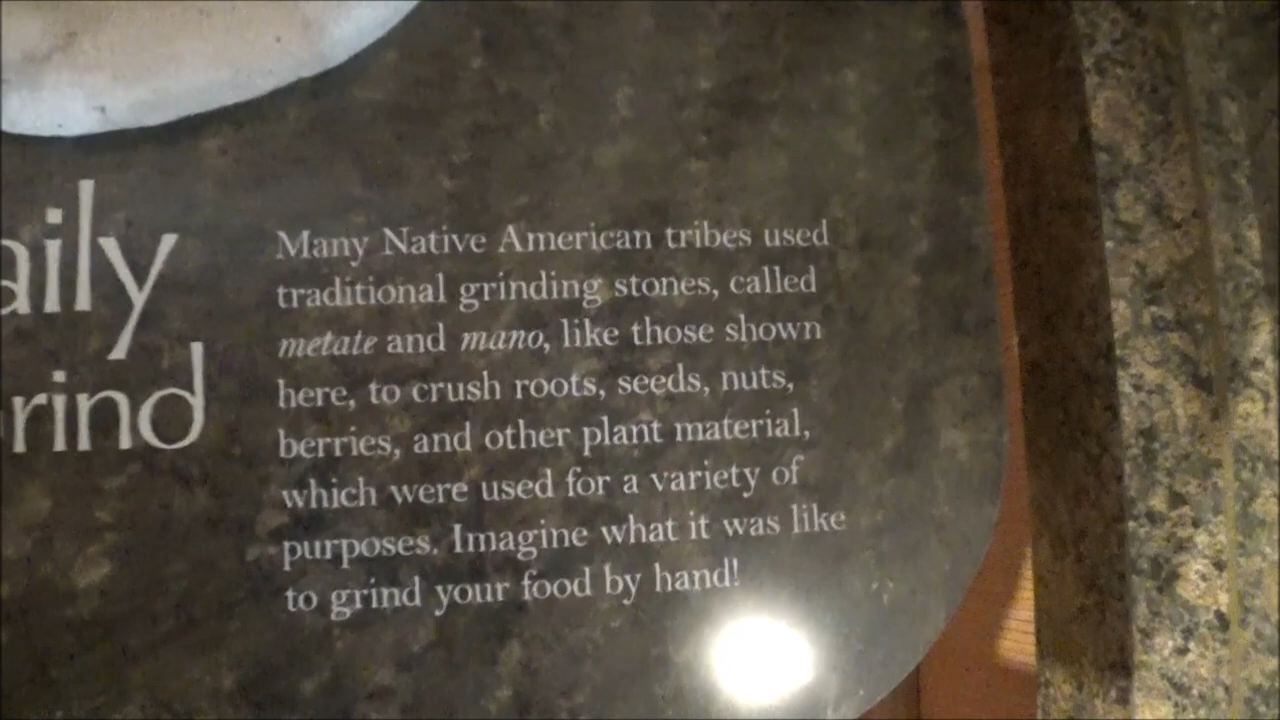 aily
rind
Many Native American tribes used
traditional grinding stones, called
metate and mano, like those shown
here, to crush roots, seeds, nuts,
berries, and other plant material,
which were used for a variety of
purposes. Imagine what it was like
to grind your food by hand!